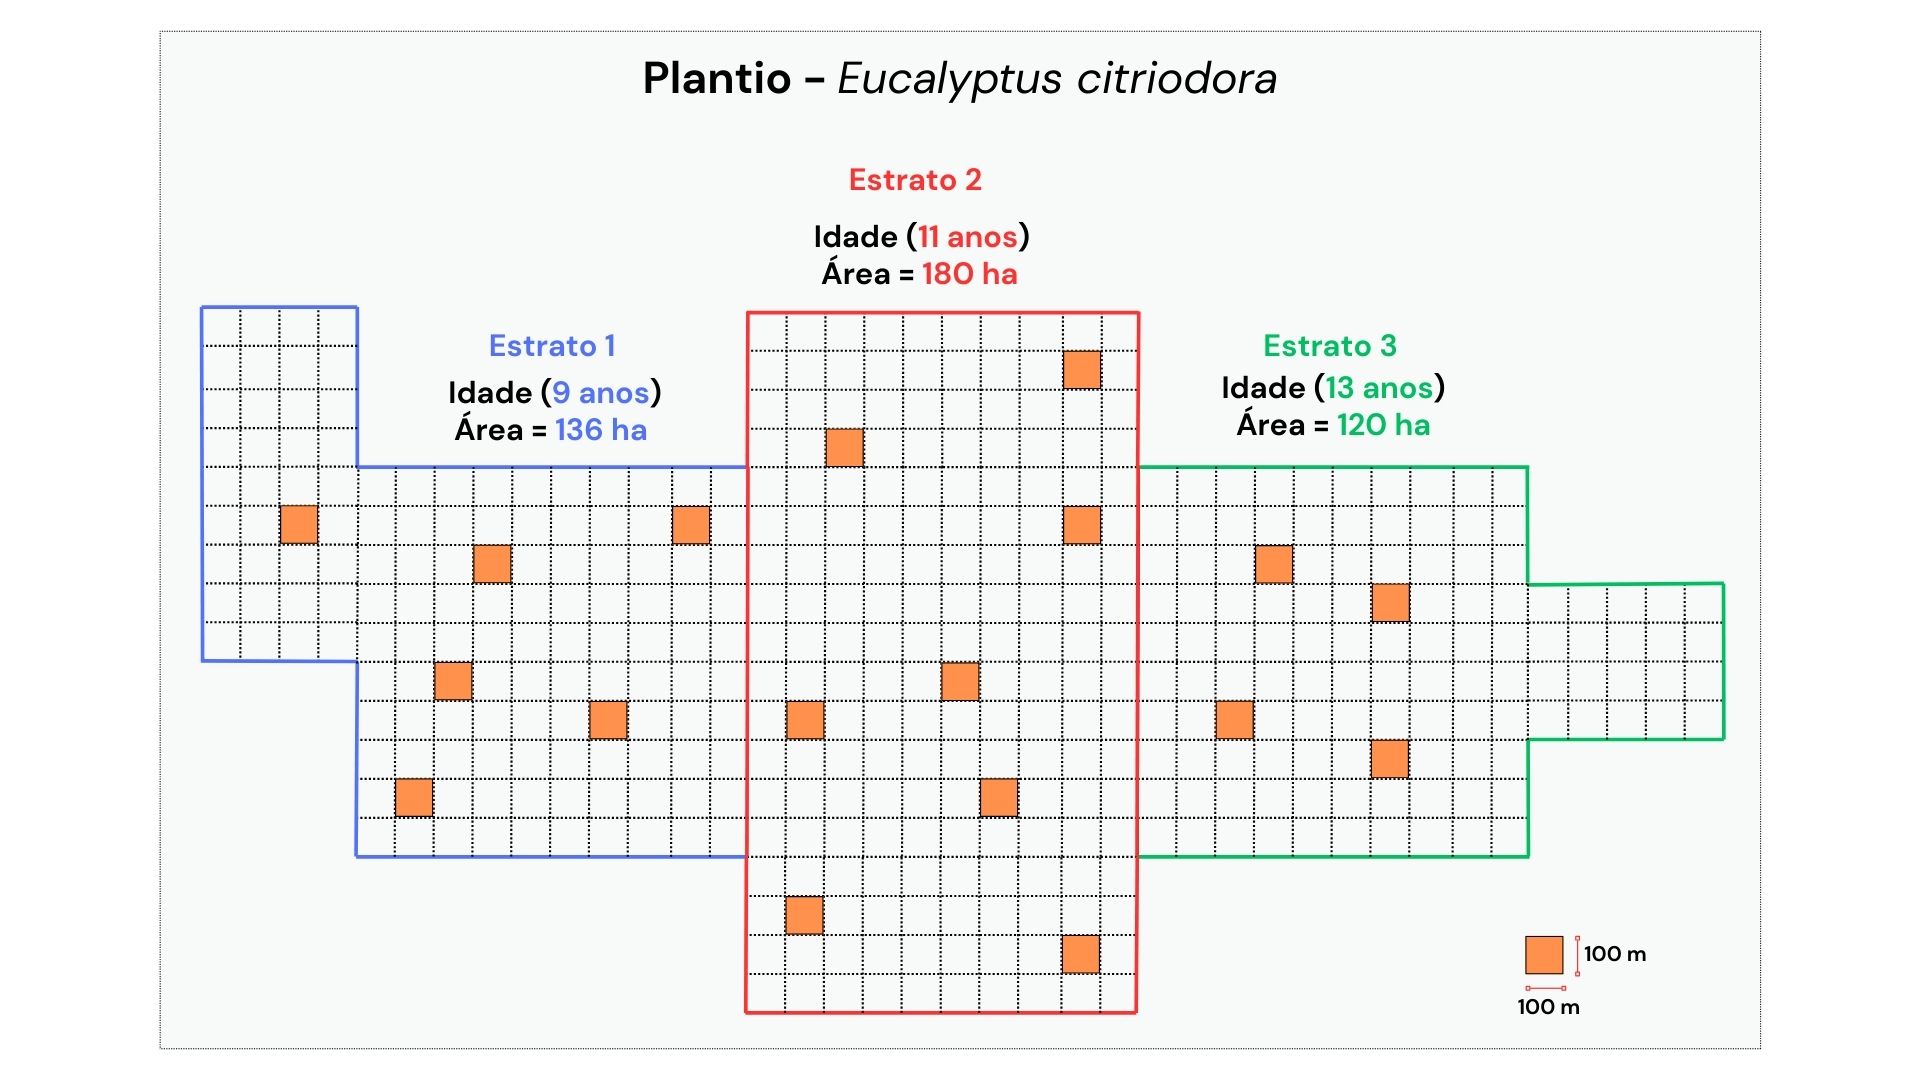 Plantio - Eucalyptus citriodora
Estrato 2
Idade (11 anos)
Área = 180 ha
Estrato 1
Idade (9 anos)
Área = 136 ha
Estrato 3
Idade (13 anos)
Área = 120 ha
100 m
100 m